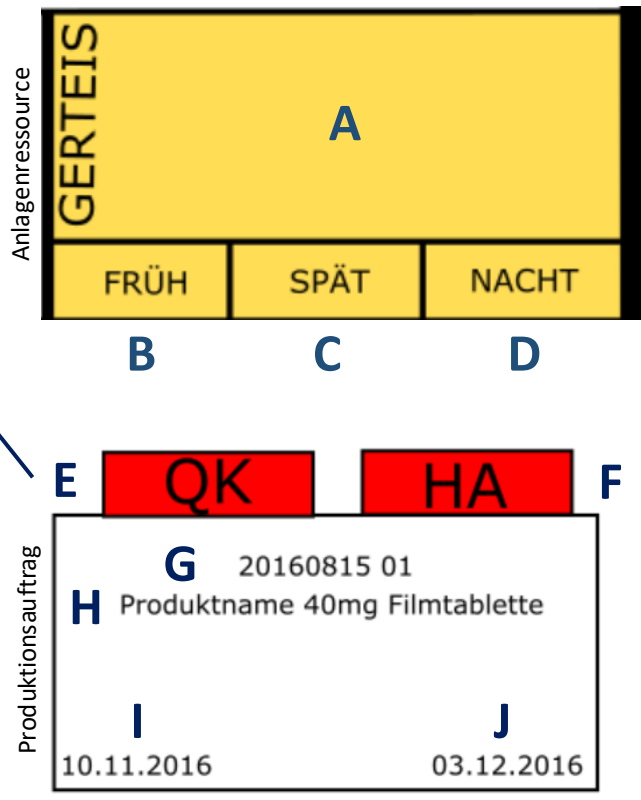 Anlagenressource
GERTEIS
A
FRÜH SPÄT NACHT
B C D
E QK HA F
Produktionsauftrag
G 20160815 01
H Produktname 40mg Filmtablette
I J
10.11.2016 03.12.2016